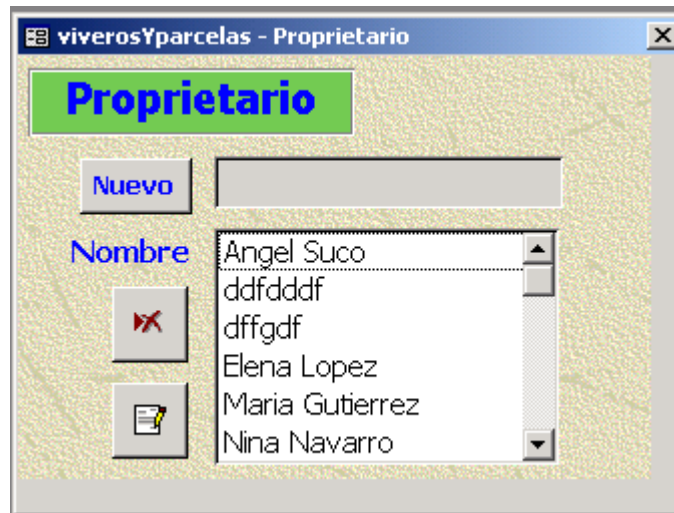 viverosYparcelas - Proprietario
Proprietario
Nuevo
Nombre
Angel Suco
ddfdddf
dffgdf
Elena Lopez
Maria Gutierrez
Nina Navarro